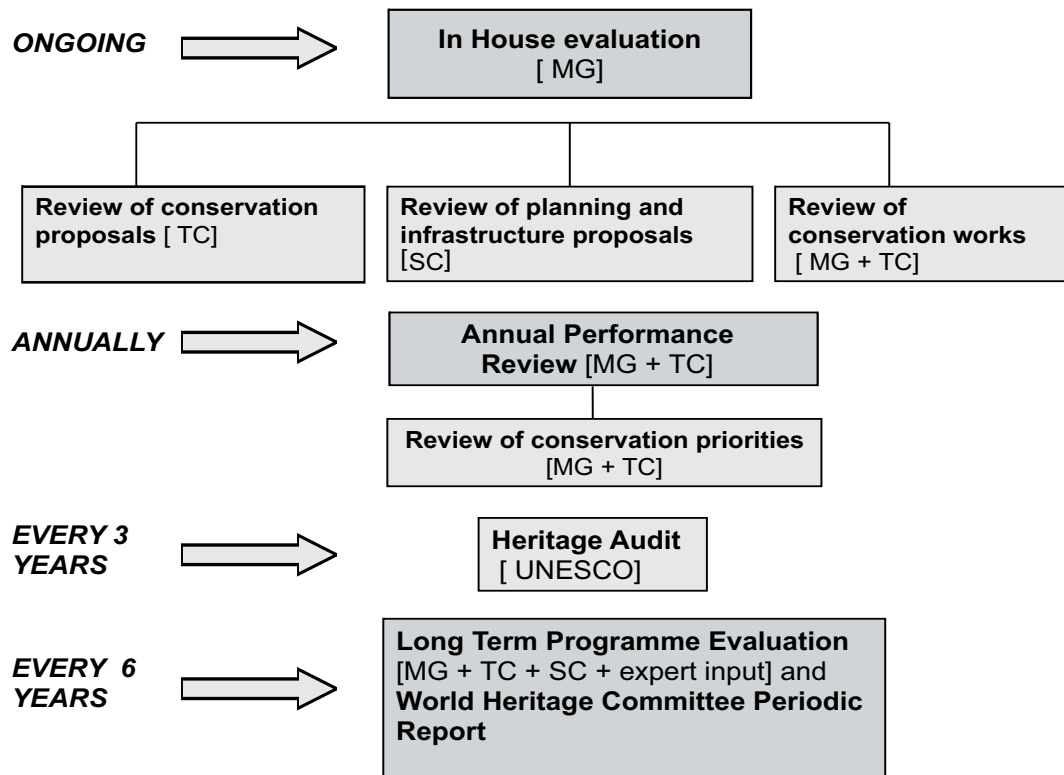 ONGOING
In House evaluation
[ MG]
Review of conservation
proposals [ TC]
Review of planning and
infrastructure proposals
[SC]
Review of
conservation works
[ MG + TC]
ANNUALLY
Annual Performance
Review [MG + TC]
Review of conservation priorities
[MG + TC]
EVERY 3
YEARS
Heritage Audit
[ UNESCO]
EVERY 6
YEARS
Long Term Programme Evaluation
[MG + TC + SC + expert input] and
World Heritage Committee Periodic
Report